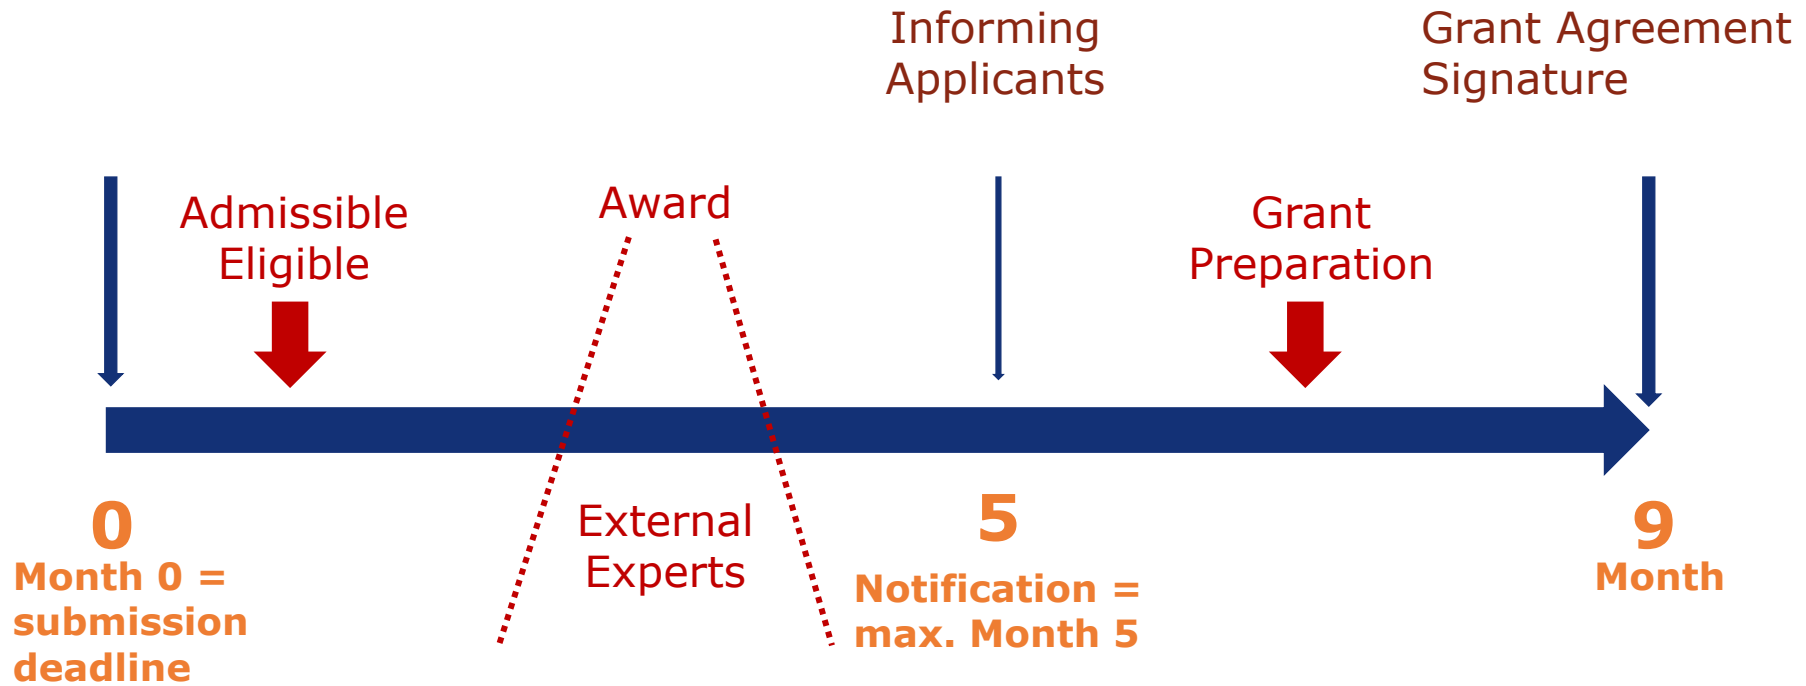 Informing
Applicants
Grant Agreement
Signature
Admissible
Eligible
Award
Grant
Preparation
0
Month 0 =
submission
deadline
External
Experts
5
Notification =
max. Month 5
9
Month